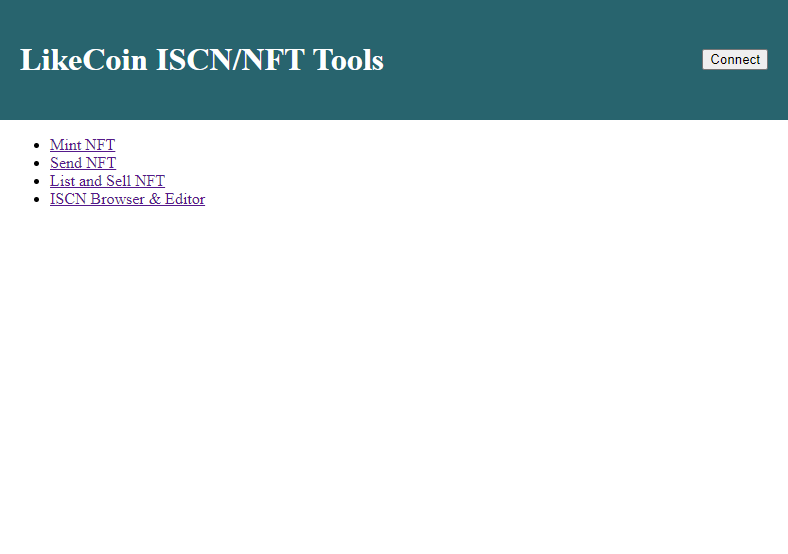 LikeCoin ISCN/NFT Tools
Connect
Mint NFT
Send NFT
List and Sell NFT
ISCN Browser & Editor